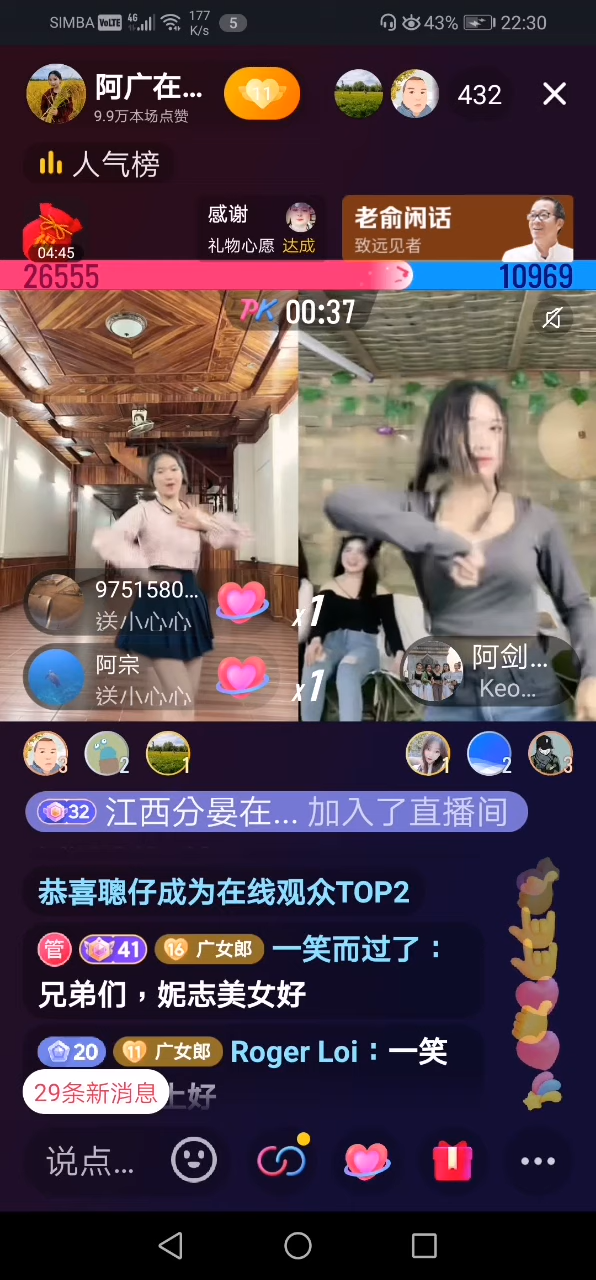 SIMBA VoLTE 4G 177 K/s 5 43% 22:30
阿广在... 11 432
9.9万本场点赞
人气榜
感谢
礼物心愿 达成
老俞闲话
致远见者
04:45
26555 10969
PK 00:37
9751580...
送小心心 x1
阿宗
送小心心 x1
阿剑...
Keo...
3 2 1 1 2 3
32 江西分晏在... 加入了直播间
恭喜聰仔成为在线观众TOP2
管 41 16 广女郎 一笑而过了：
兄弟们，妮志美女好
20 11 广女郎 Roger Loi：一笑
上好
29条新消息
说点...